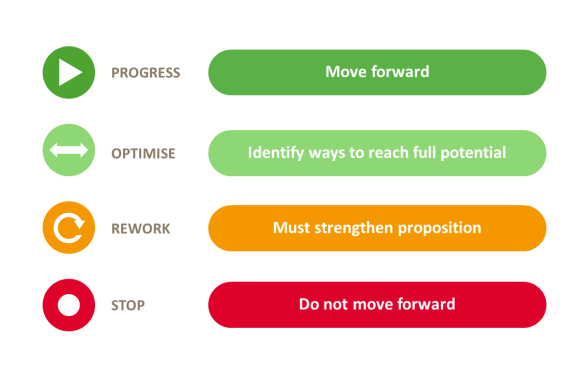 PROGRESS Move forward
OPTIMISE Identify ways to reach full potential
REWORK Must strengthen proposition
STOP Do not move forward